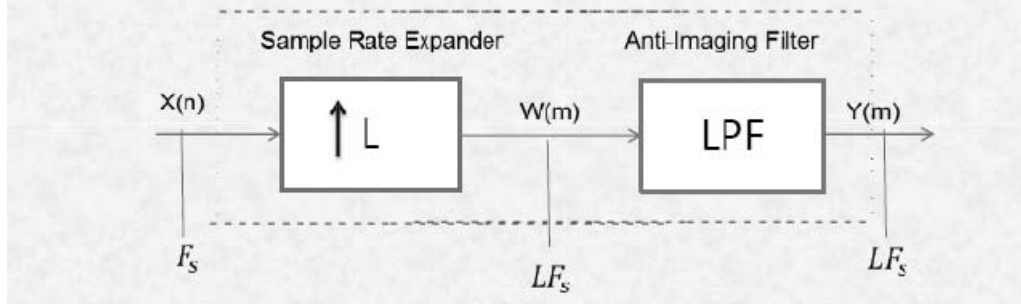 Sample Rate Expander
Anti-Imaging Filter
X(n)
↑ L
W(m)
LPF
Y(m)
Fs
LFs
LFs